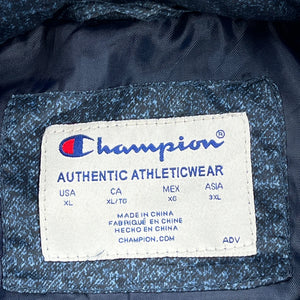 Champion®
AUTHENTIC ATHLETICWEAR
USA CA MEX ASIA
XL XL/TG XG 3XL
MADE IN CHINA
FABRIQUÉ EN CHINE
HECHO EN CHINA
CHAMPION.COM
ADV